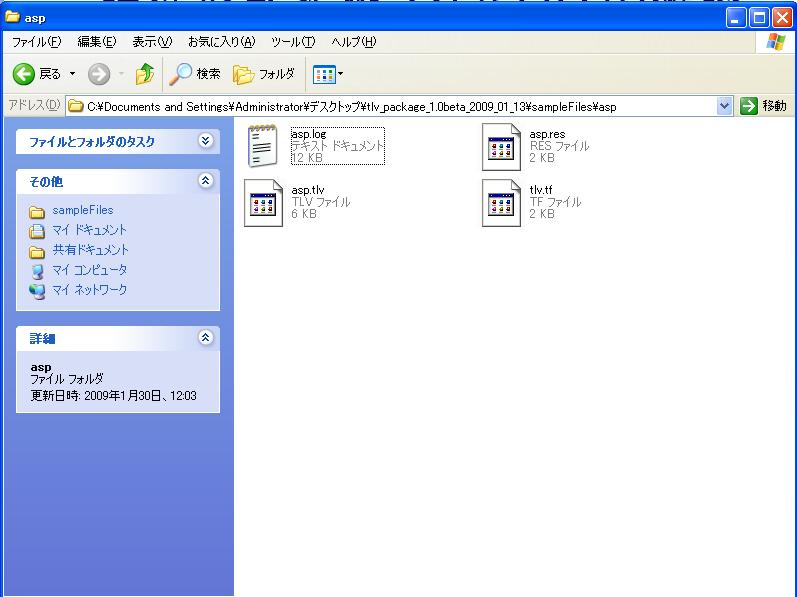 asp
ファイル(F) 編集(E) 表示(V) お気に入り(A) ツール(T) ヘルプ(H)
戻る 検索 フォルダ
アドレス(D) C:¥Documents and Settings¥Administrator¥デスクトップ¥tlv_package_1.0beta_2009_01_13¥sampleFiles¥asp 移動
ファイルとフォルダのタスク
その他
sampleFiles
マイ ドキュメント
共有ドキュメント
マイ コンピュータ
マイ ネットワーク
詳細
asp
ファイル フォルダ
更新日時: 2009年1月30日、12:03
asp.log
テキスト ドキュメント
12 KB
asp.res
RES ファイル
2 KB
asp.tlv
TLV ファイル
6 KB
tlv.tf
TF ファイル
2 KB